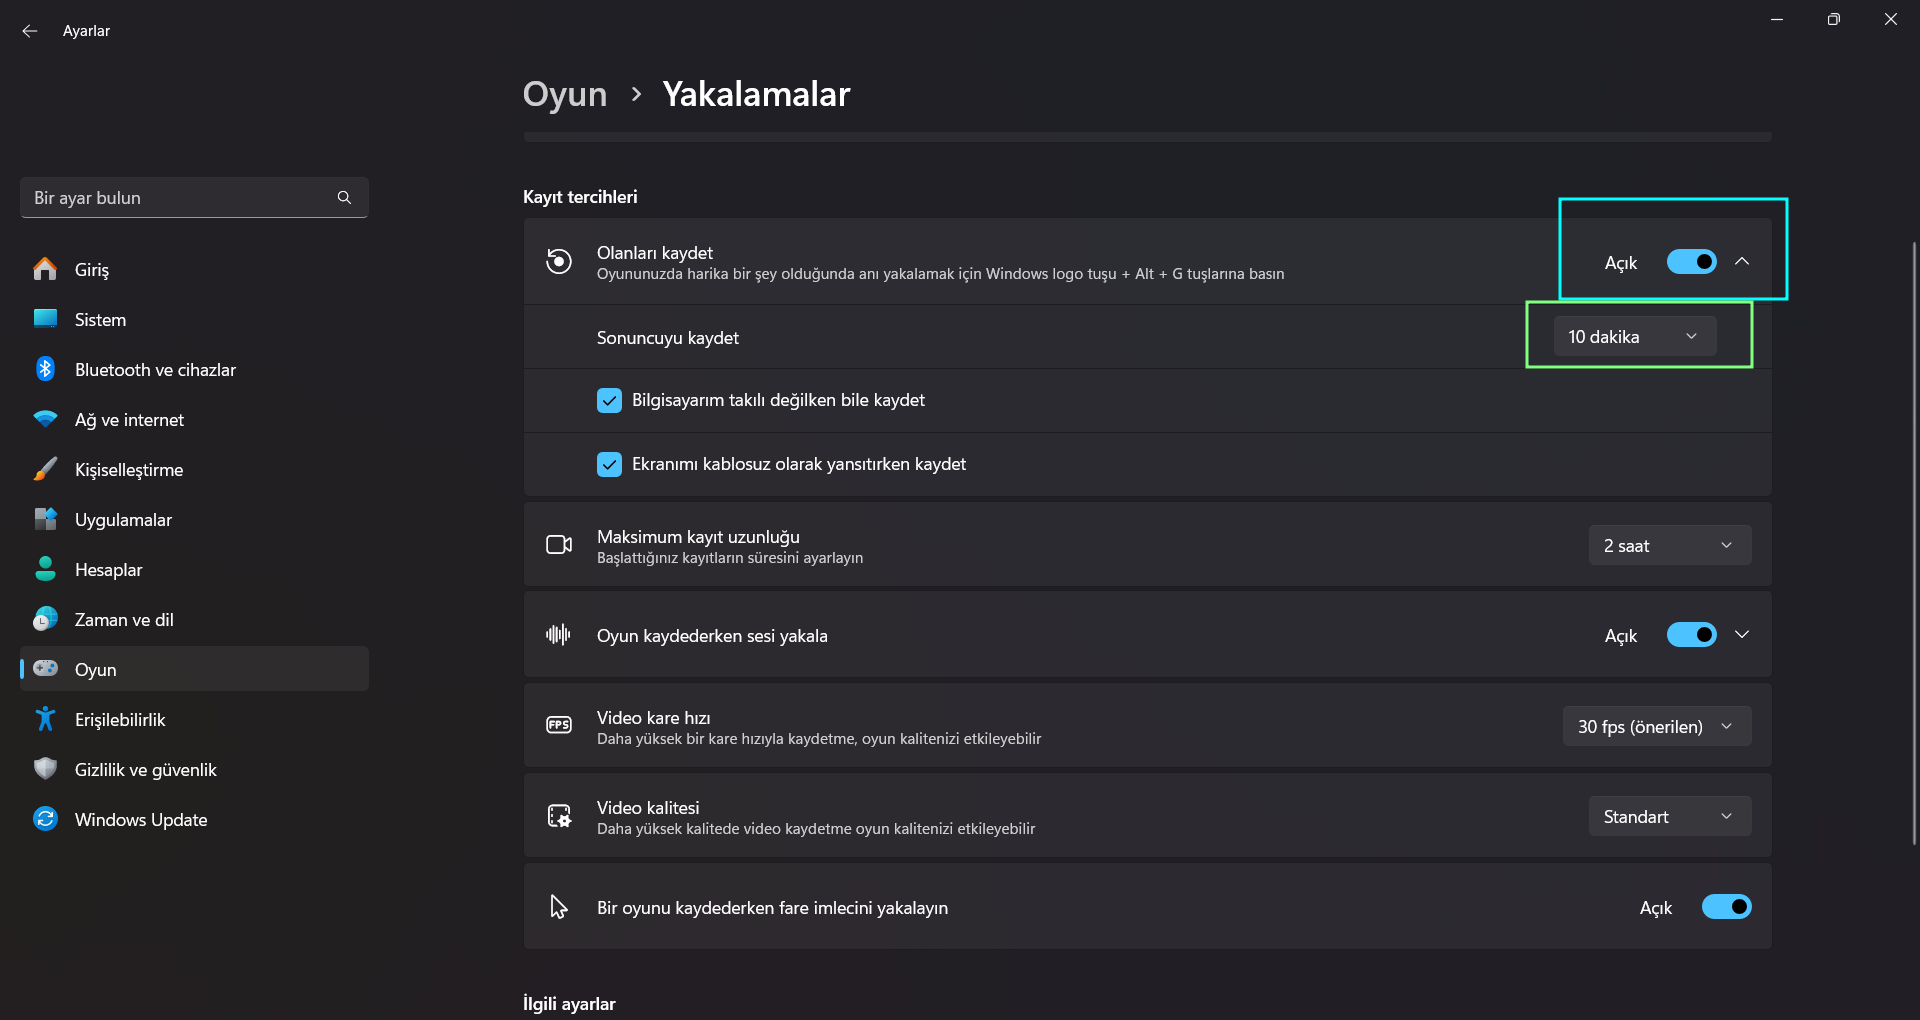 Ayarlar
Oyun > Yakalamalar
Bir ayar bulun
Giriş
Sistem
Bluetooth ve cihazlar
Ağ ve internet
Kişiselleştirme
Uygulamalar
Hesaplar
Zaman ve dil
Oyun
Erişilebilirlik
Gizlilik ve güvenlik
Windows Update
Kayıt tercihleri
Olanları kaydet
Oyununuzda harika bir şey olduğunda anı yakalamak için Windows logo tuşu + Alt + G tuşlarına basın
Açık
Sonuncuyu kaydet
10 dakika
Bilgisayarım takılı değilken bile kaydet
Ekranımı kablosuz olarak yansıtırken kaydet
Maksimum kayıt uzunluğu
Başlattığınız kayıtların süresini ayarlayın
2 saat
Oyun kaydederken sesi yakala
Açık
FPS
Video kare hızı
Daha yüksek bir kare hızıyla kaydetme, oyun kalitenizi etkileyebilir
30 fps (önerilen)
Video kalitesi
Daha yüksek kalitede video kaydetme oyun kalitenizi etkileyebilir
Standart
Bir oyunu kaydederken fare imlecini yakalayın
Açık
İlgili ayarlar